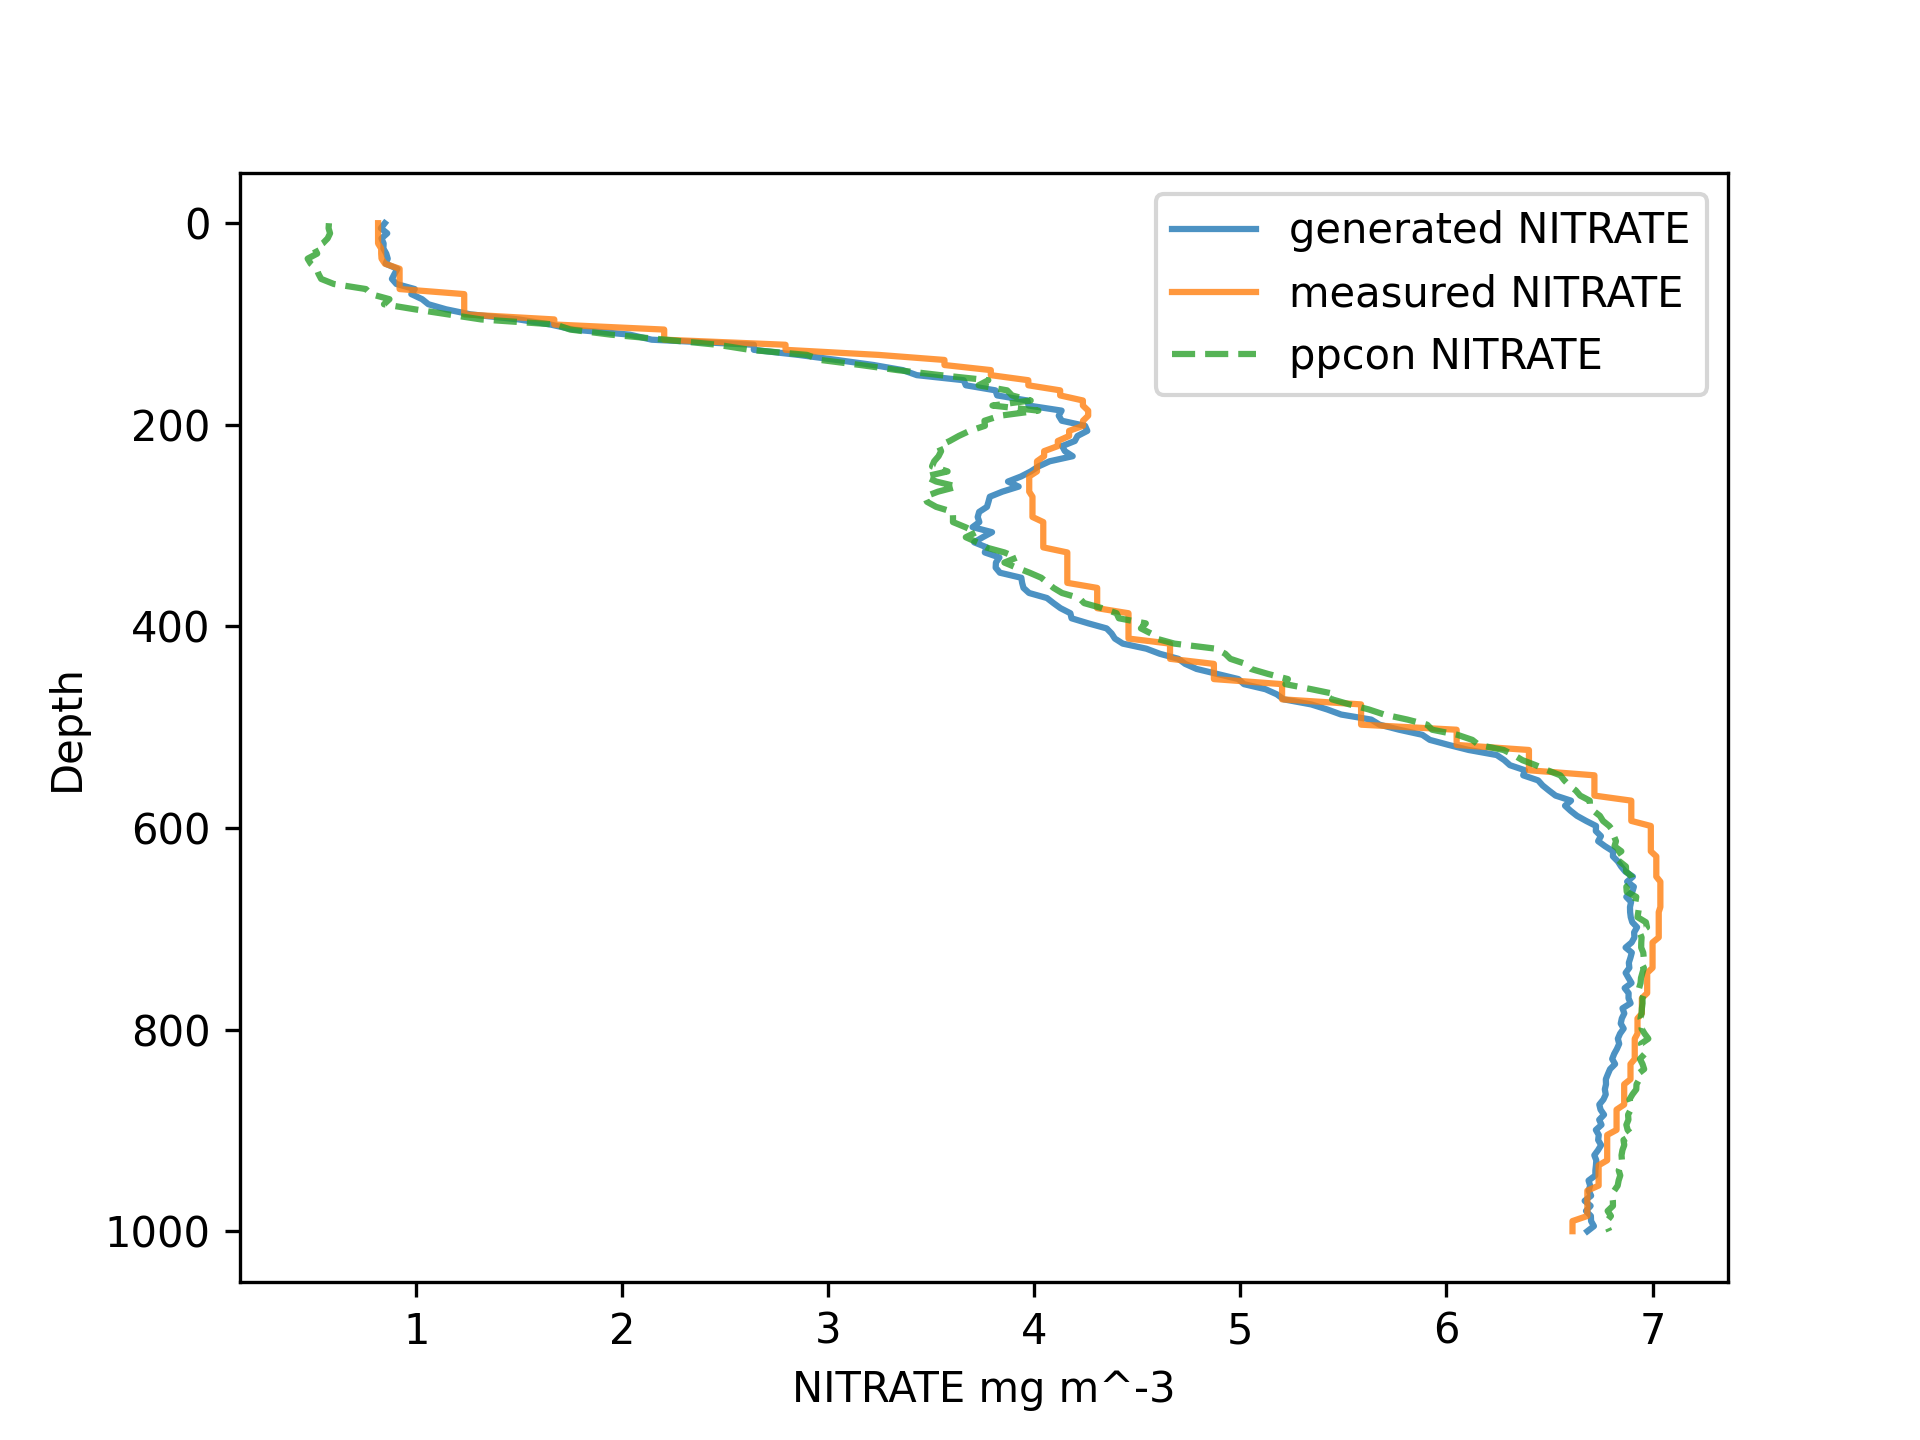 generated NITRATE
measured NITRATE
ppcon NITRATE
0
200
400
600
800
1000
Depth
1 2 3 4 5 6 7
NITRATE mg m^-3